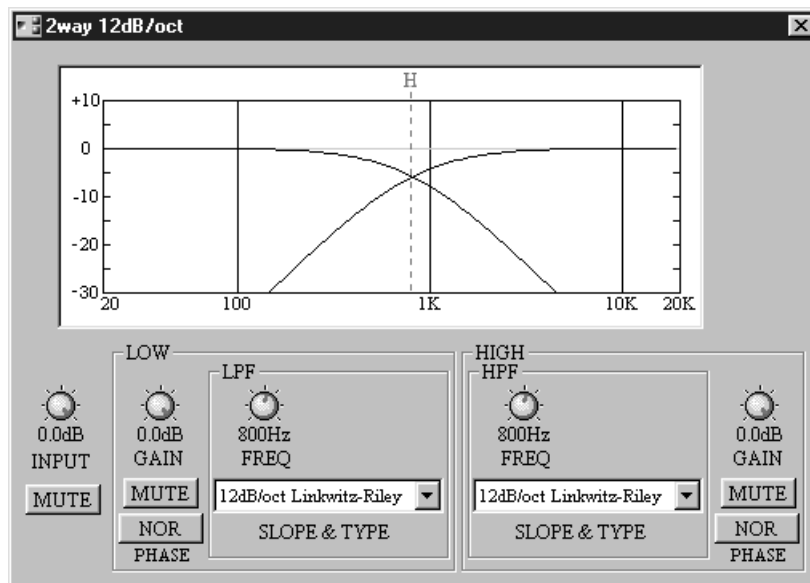 2way 12dB/oct
H
+10
0
-10
-20
-30
20 100 1K 10K 20K
LOW
HIGH
LPF
HPF
0.0dB
INPUT
MUTE
0.0dB
GAIN
MUTE
NOR
PHASE
800Hz
FREQ
12dB/oct Linkwitz-Riley
SLOPE & TYPE
800Hz
FREQ
12dB/oct Linkwitz-Riley
SLOPE & TYPE
0.0dB
GAIN
MUTE
NOR
PHASE